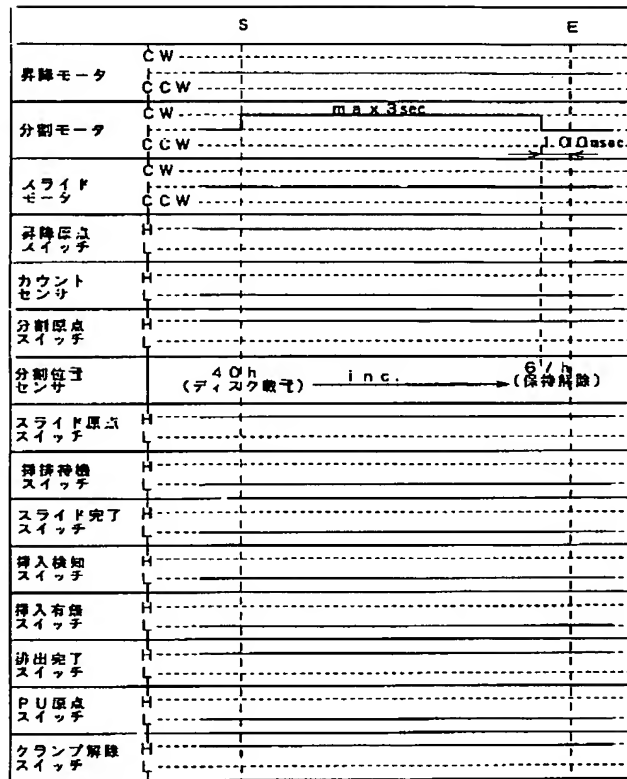 S E
昇降モータ CW
CCW
分割モータ CW max 3sec
CCW 100msec
スライド CW
モータ CCW
昇降原点 H
スイッチ L
カウント H
センサ L
分割原点 H
スイッチ L
分割位置 40h inc. 67h
センサ (ディスク載置) (保持解除)
スライド原点 H
スイッチ L
挿排待機 H
スイッチ L
スライド完了 H
スイッチ L
挿入検知 H
スイッチ L
挿入有無 H
スイッチ L
排出完了 H
スイッチ L
PU原点 H
スイッチ L
クランプ解除 H
スイッチ L